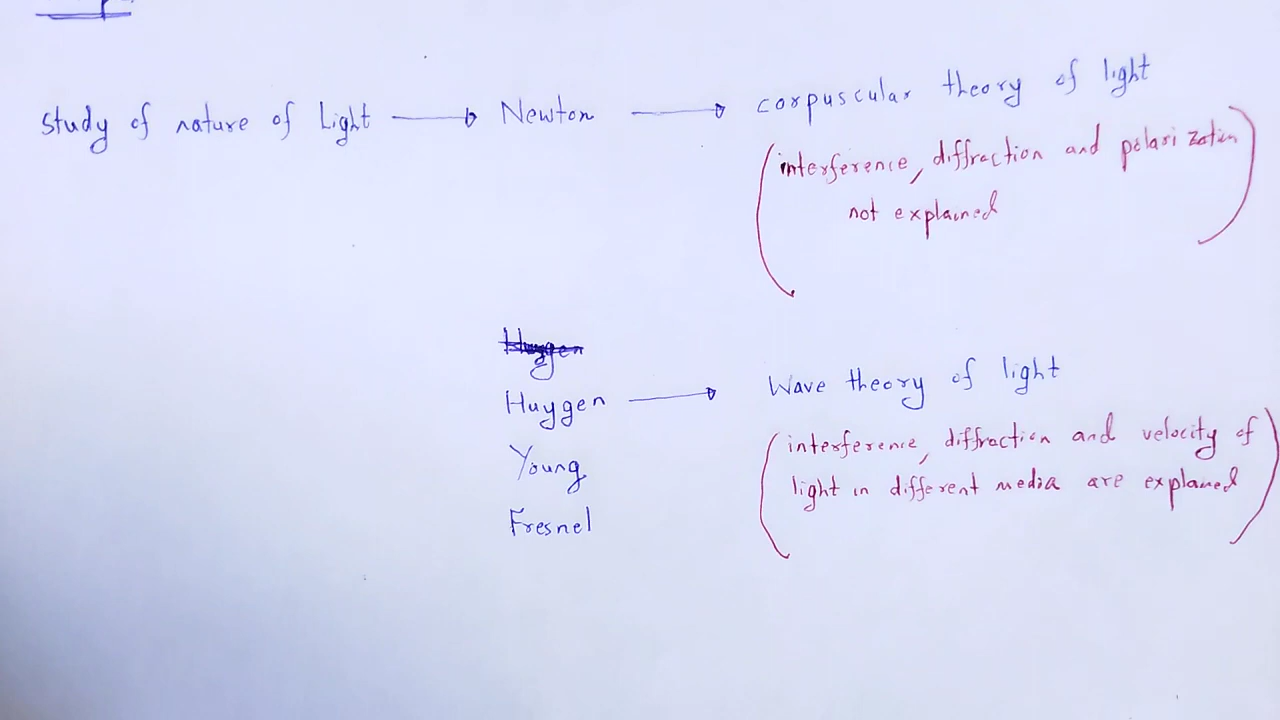 Study of nature of Light → Newton → corpuscular theory of light
(interference, diffraction and polarization
not explained)
Huygen
Huygen → Wave theory of light
(interference, diffraction and velocity of
Young
light in different media are explained)
Fresnel